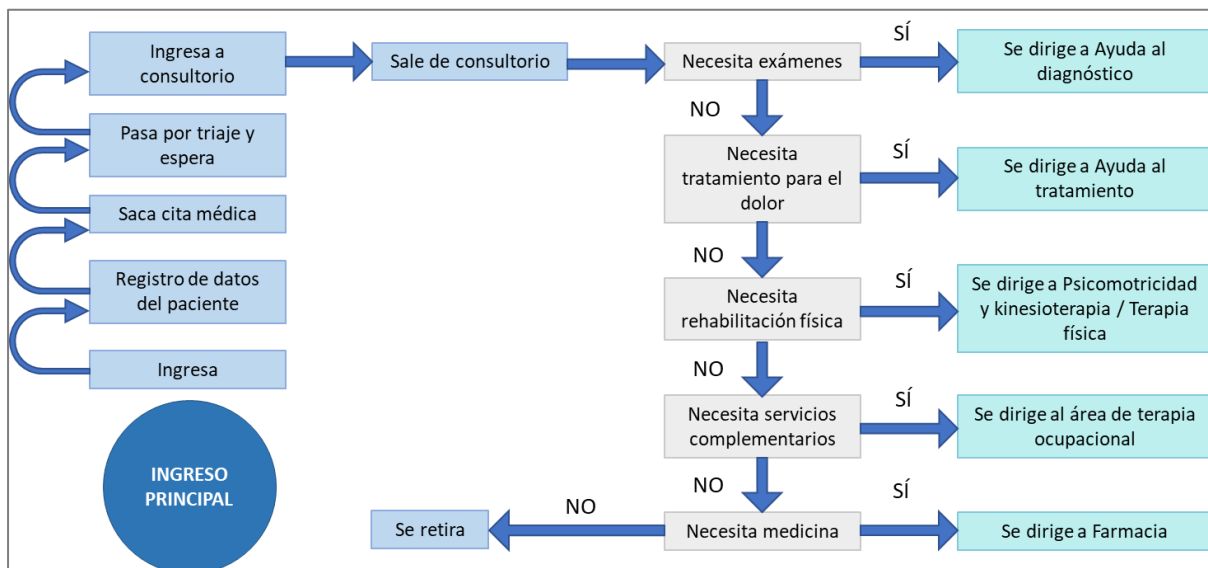 Ingresa a
consultorio
Sale de consultorio
Necesita exámenes
SÍ
Se dirige a Ayuda al
diagnóstico
NO
Pasa por triaje y
espera
Necesita
tratamiento para el
dolor
SÍ
Se dirige a Ayuda al
tratamiento
Saca cita médica
NO
Registro de datos
del paciente
Necesita
rehabilitación física
SÍ
Se dirige a Psicomotricidad
y kinesioterapia / Terapia
física
Ingresa
NO
Necesita servicios
complementarios
SÍ
Se dirige al área de terapia
ocupacional
INGRESO
PRINCIPAL
NO
Se retira
NO
Necesita medicina
SÍ
Se dirige a Farmacia